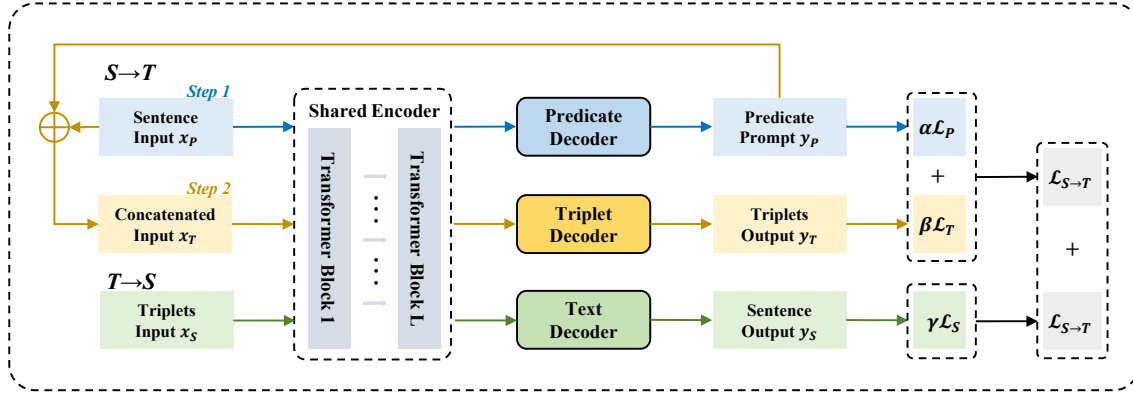 S→T
Step 1
Sentence
Input x_P
Shared Encoder
Predicate
Decoder
Predicate
Prompt y_P
αℒ_P
+
ℒ_{S→T}
Step 2
Concatenated
Input x_T
Transformer Block 1
Transformer Block L
Triplet
Decoder
Triplets
Output y_T
βℒ_T
+
T→S
Triplets
Input x_S
Text
Decoder
Sentence
Output y_S
γℒ_S
ℒ_{S→T}